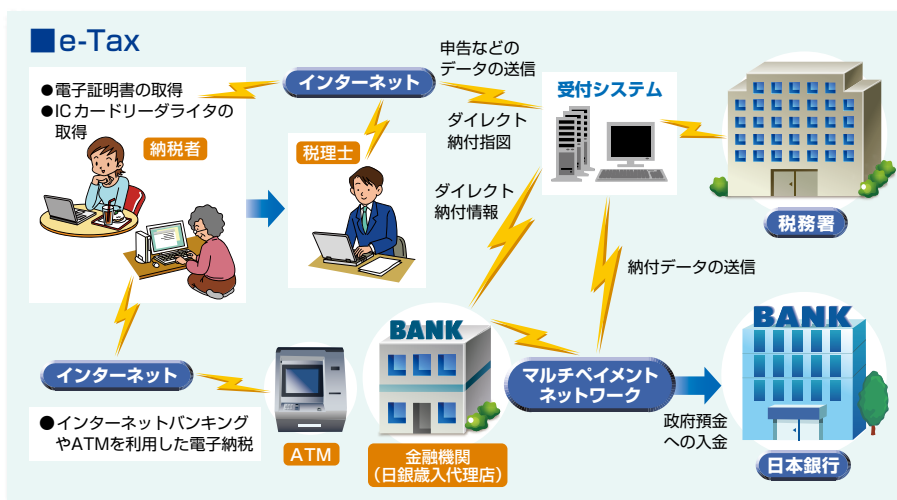 ■e-Tax
●電子証明書の取得
●ICカードリーダライタの
取得
納税者
インターネット
申告などの
データの送信
受付システム
ダイレクト
納付指図
税理士
ダイレクト
納付情報
税務署
納付データの送信
インターネット
●インターネットバンキング
やATMを利用した電子納税
ATM
BANK
金融機関
（日銀歳入代理店）
マルチペイメント
ネットワーク
政府預金
への入金
BANK
日本銀行